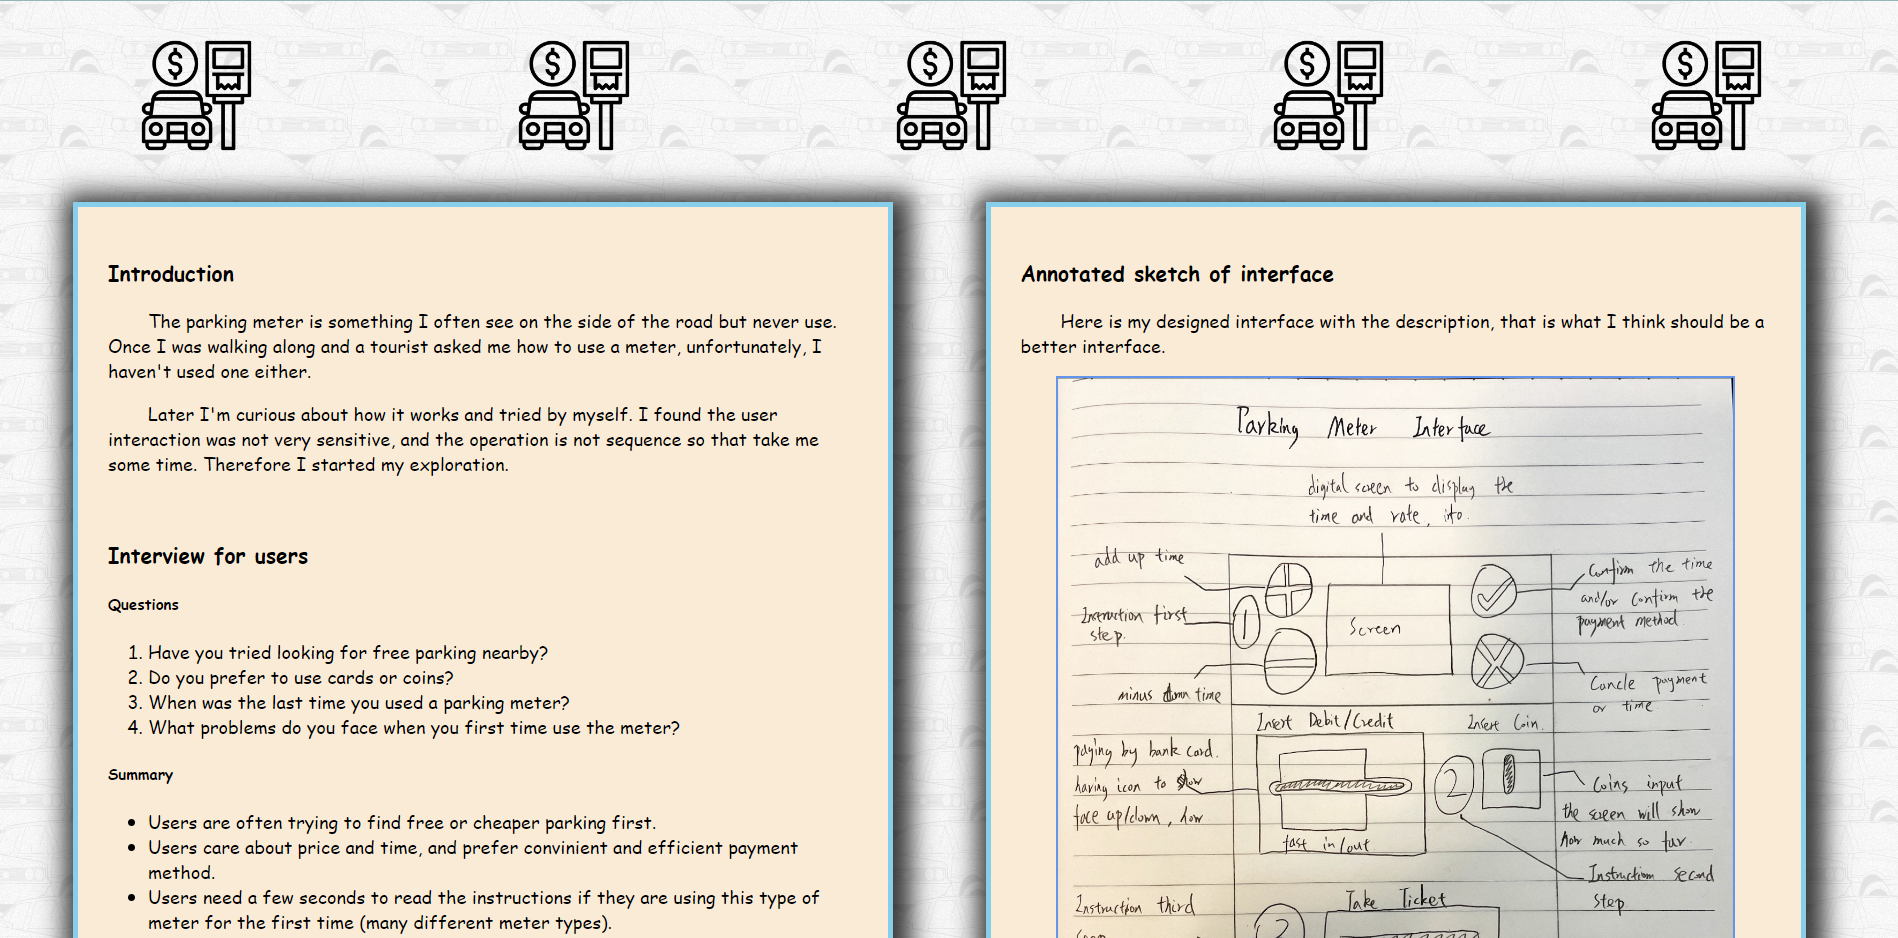 $
$
$
$
$
Introduction
The parking meter is something I often see on the side of the road but never use.
Once I was walking along and a tourist asked me how to use a meter, unfortunately, I
haven't used one either.
Later I'm curious about how it works and tried by myself. I found the user
interaction was not very sensitive, and the operation is not sequence so that take me
some time. Therefore I started my exploration.
Interview for users
Questions
1. Have you tried looking for free parking nearby?
2. Do you prefer to use cards or coins?
3. When was the last time you used a parking meter?
4. What problems do you face when you first time use the meter?
Summary
Users are often trying to find free or cheaper parking first.
Users care about price and time, and prefer convinient and efficient payment
method.
Users need a few seconds to read the instructions if they are using this type of
meter for the first time (many different meter types).
Annotated sketch of interface
Here is my designed interface with the description, that is what I think should be a
better interface.
Parking Meter Interface
digital screen to display the
time and rate, info.
add up time
Instruction first
step.
1
minus down time
Screen
Confirm the time
and/or confirm the
payment method.
Cancle payment
or time
Insert Debit/Credit
Insert Coin.
paying by bank card.
having icon to show
face up/down, how
fast in/out
2
Coins input
the screen will show
how much so far.
Instruction second
step
Take Ticket
Instruction third